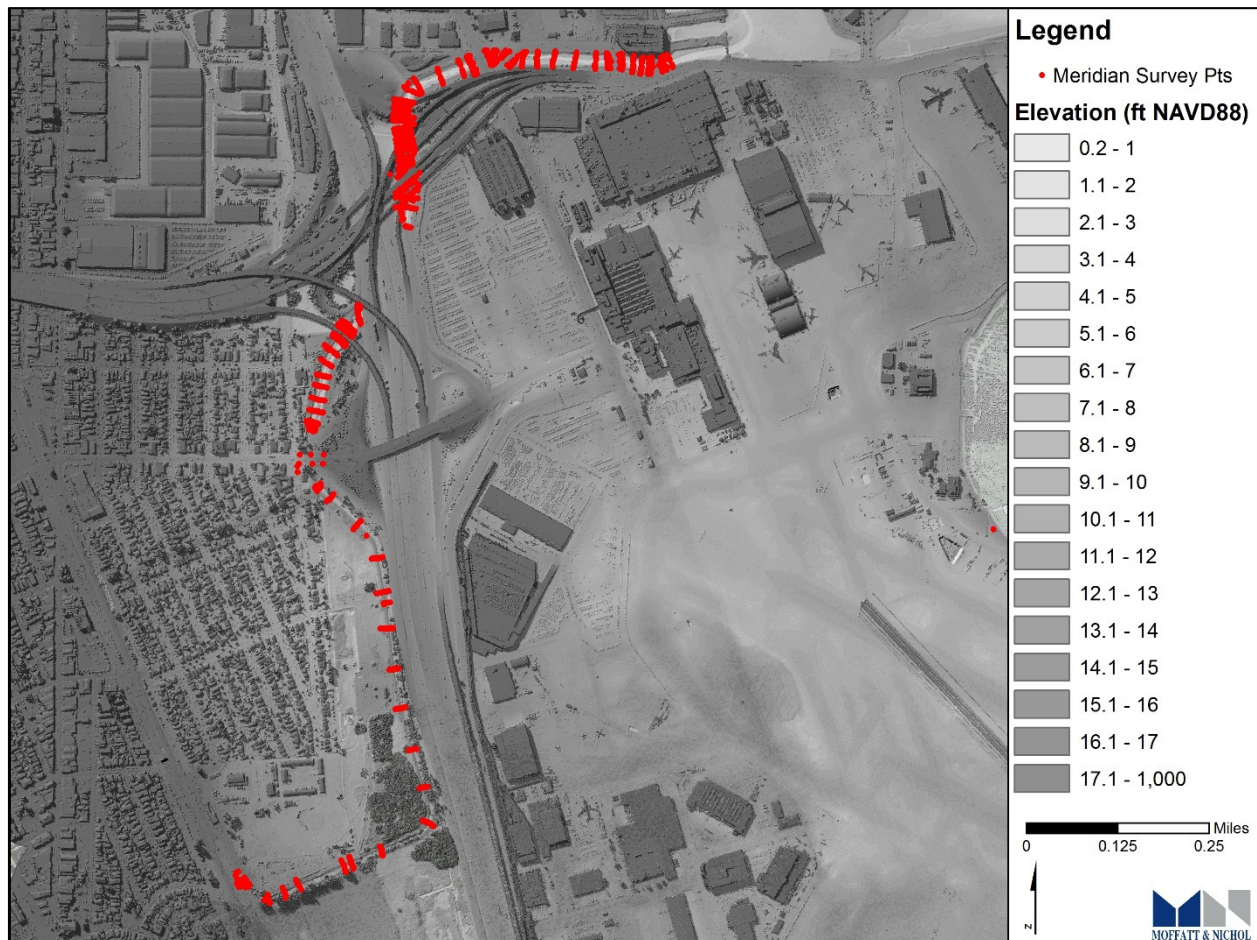 Legend
Meridian Survey Pts
Elevation (ft NAVD88)
0.2 - 1
1.1 - 2
2.1 - 3
3.1 - 4
4.1 - 5
5.1 - 6
6.1 - 7
7.1 - 8
8.1 - 9
9.1 - 10
10.1 - 11
11.1 - 12
12.1 - 13
13.1 - 14
14.1 - 15
15.1 - 16
16.1 - 17
17.1 - 1,000
Miles
0 0.125 0.25
N
MOFFATT & NICHOL